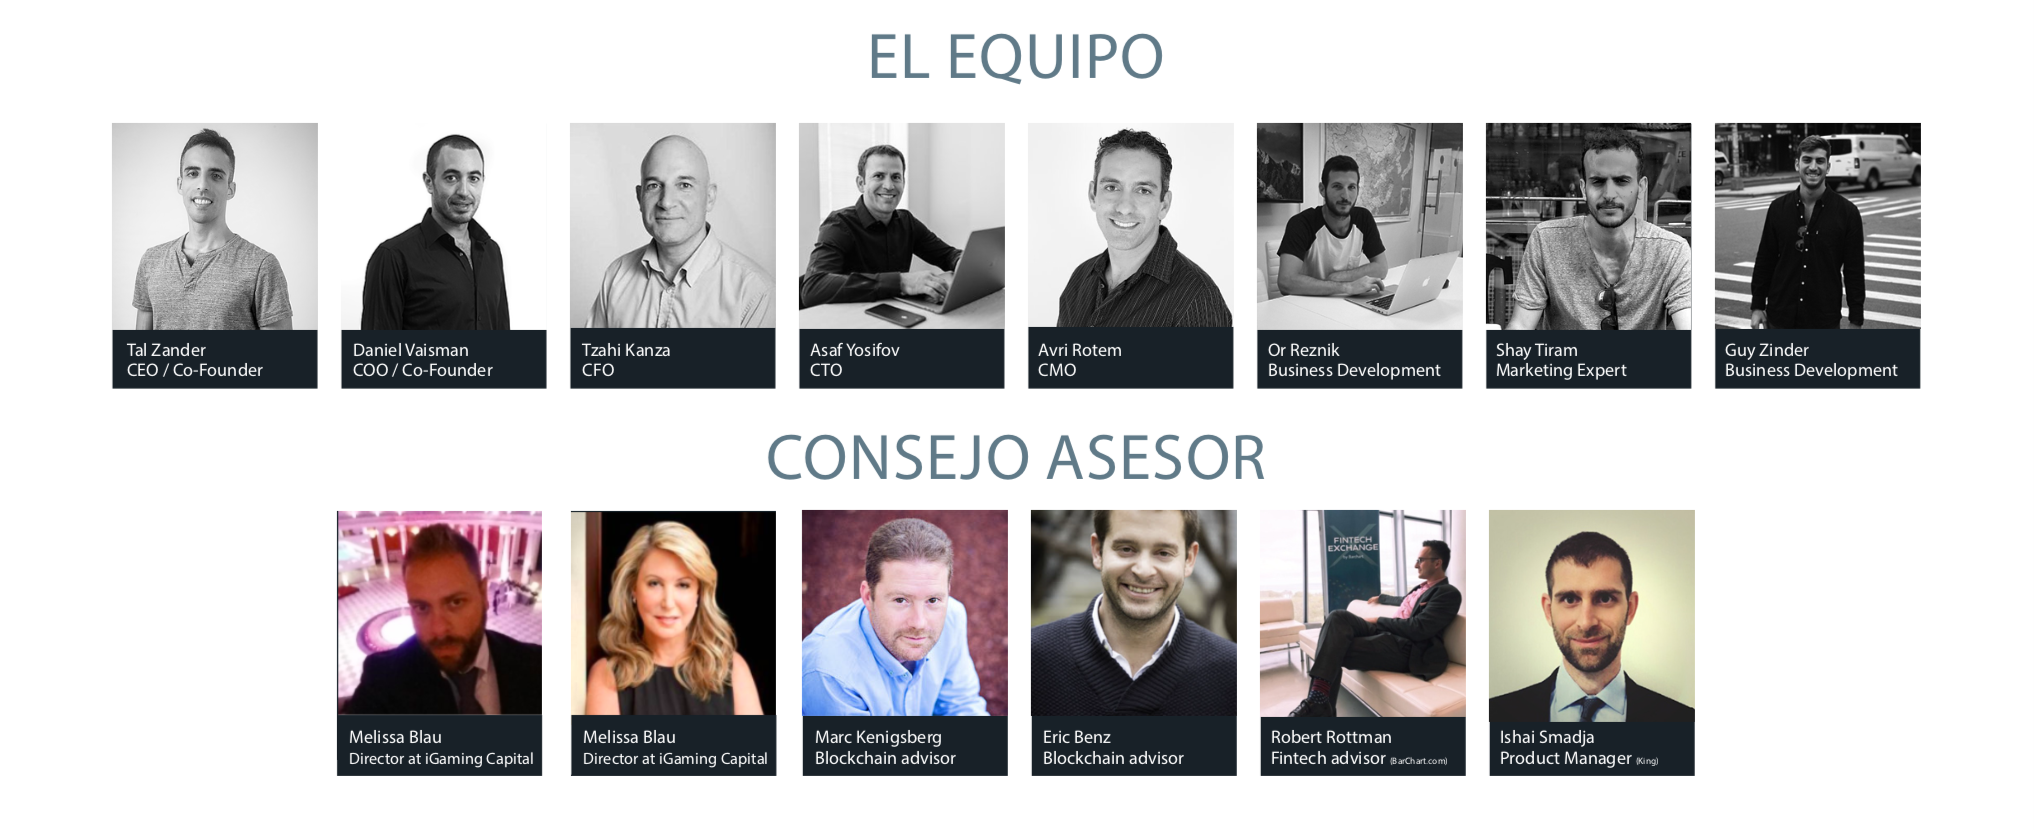 EL EQUIPO
Tal Zander
CEO / Co-Founder
Daniel Vaisman
COO / Co-Founder
Tzahi Kanza
CFO
Asaf Yosifov
CTO
Avri Rotem
CMO
Or Reznik
Business Development
Shay Tiram
Marketing Expert
Guy Zinder
Business Development
CONSEJO ASESOR
FINTECH
EXCHANGE
Melissa Blau
Director at iGaming Capital
Melissa Blau
Director at iGaming Capital
Marc Kenigsberg
Blockchain advisor
Eric Benz
Blockchain advisor
Robert Rottman
Fintech advisor (BarChart.com)
Ishai Smadja
Product Manager (King)